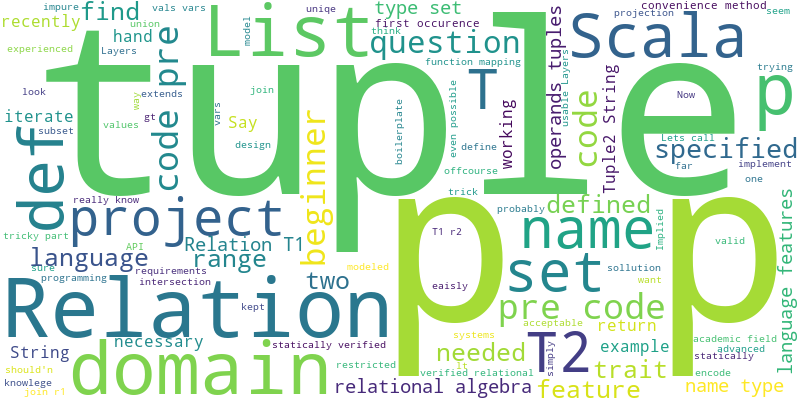 impure
find
vals vars
union
recently
hand
code pre
Layers
experienced
look
extends
way
iterate
subset
values
gt
List
model
uniqe
type set
first occurence
think
question
function mapping
join
vars
Say
design
boilerplate
T
even possible
define
working
offcourse
operands tuples
usable Layers
Scala
projection
convenience method
seem
trying
code
Tuple2 String
Now
p
Lets call
specified
far
implement
one
tuple
def
beginner
really know
project
tricky part
language
API
sure
programming
Relation T1
range
requirements
intersection
kept
modeled
two
Relation
necessary
String
statically verified
should'n
knowlege
join r1
domain
restricted
relational algebra
p p
trick
probably
T1 r2
eaisly
defined
name
Implied
valid
set
sollution
want
pre code
systems
acceptable
return
needed
lt
simply
T2
example
trait
verified relational
feature
encode
academic field
advanced
statically
name type
language features